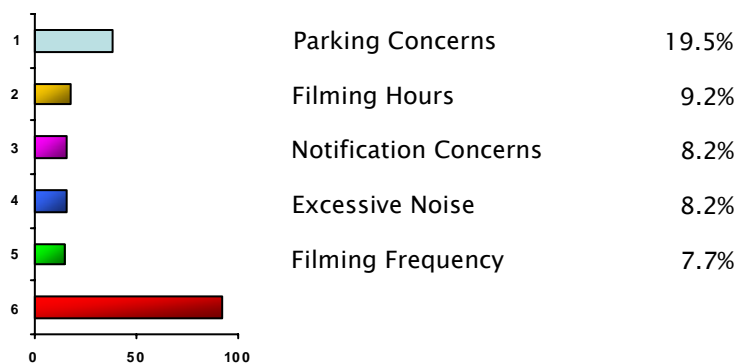 1 Parking Concerns 19.5%
2 Filming Hours 9.2%
3 Notification Concerns 8.2%
4 Excessive Noise 8.2%
5 Filming Frequency 7.7%
6
0 50 100